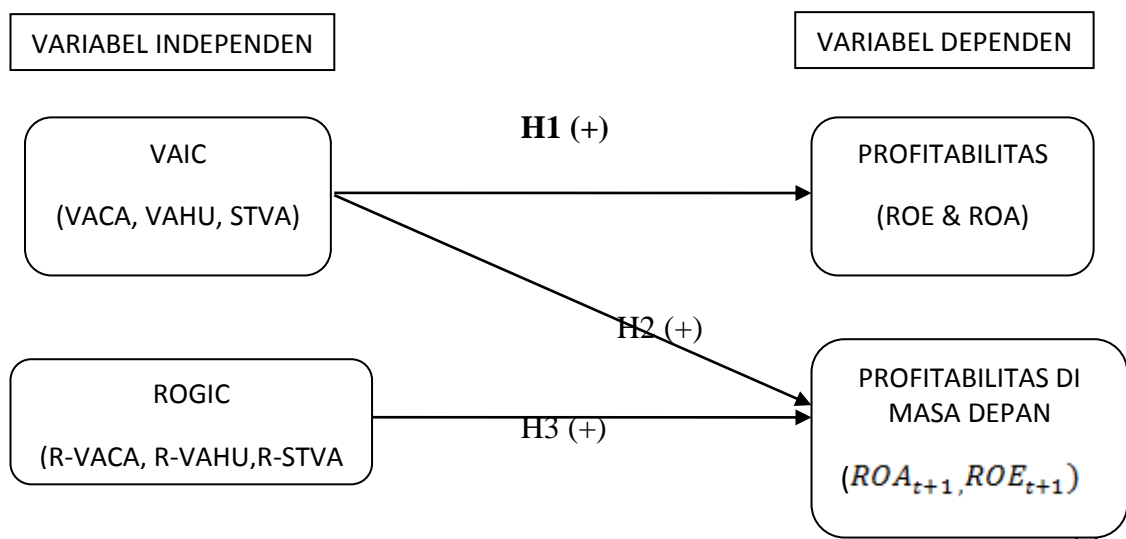 VARIABEL INDEPENDEN
VARIABEL DEPENDEN
VAIC
(VACA, VAHU, STVA)
H1 (+)
PROFITABILITAS
(ROE & ROA)
H2 (+)
ROGIC
(R-VACA, R-VAHU,R-STVA
H3 (+)
PROFITABILITAS DI
MASA DEPAN
(ROA_{t+1},ROE_{t+1})